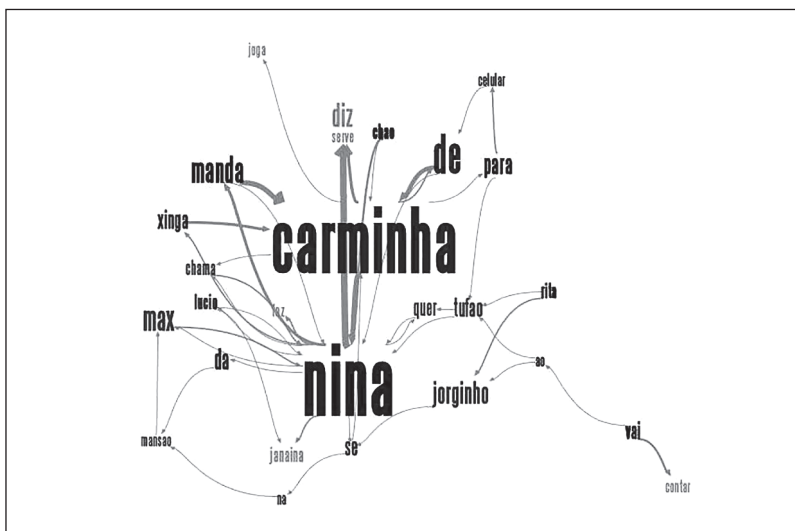 joga
celular
diz
serve
chao
de
para
manda
xinga
carminha
chama
rita
lucio
faz
quer
tufao
max
da
ao
nina
jorginho
vai
mansao
se
janaina
contar
na